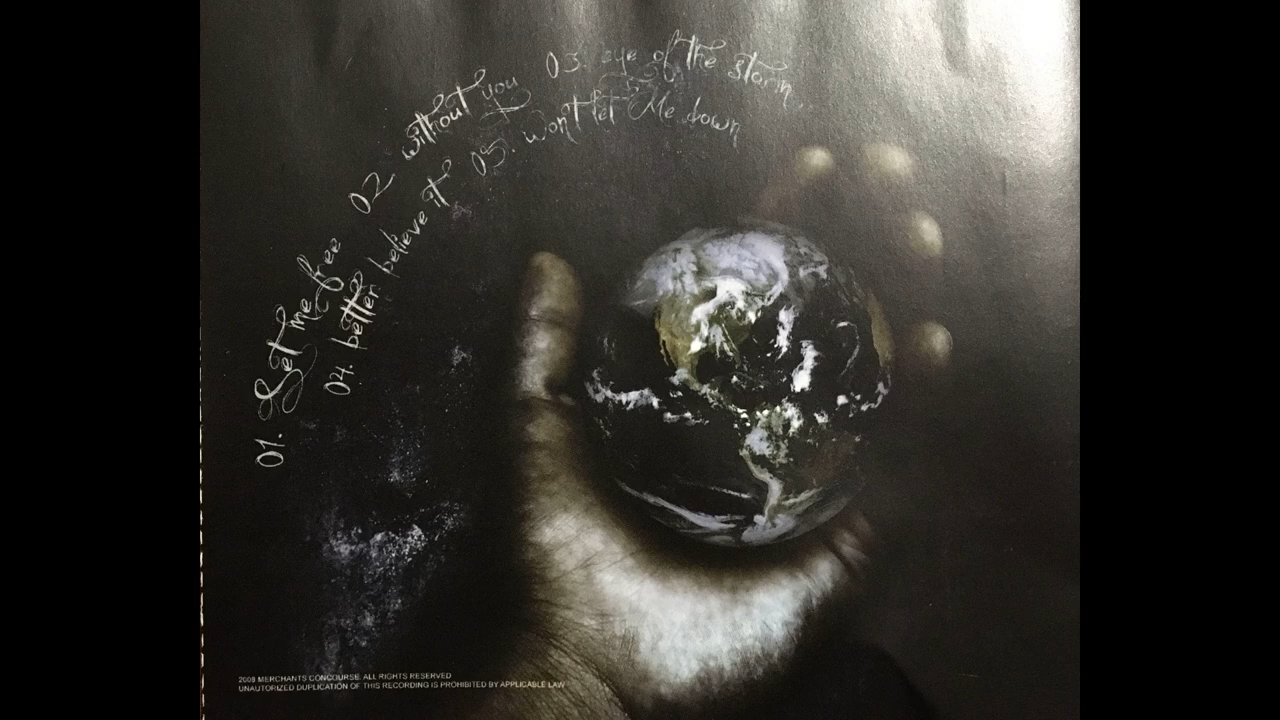 01. Set me free 02. without you 03. eye of the storm
04. better believe it 05. won't let Me down
2009 MERCHANTS CONCOURSE. ALL RIGHTS RESERVED
UNAUTORIZED DUPLICATION OF THIS RECORDING IS PROHIBITED BY APPLICABLE LAW